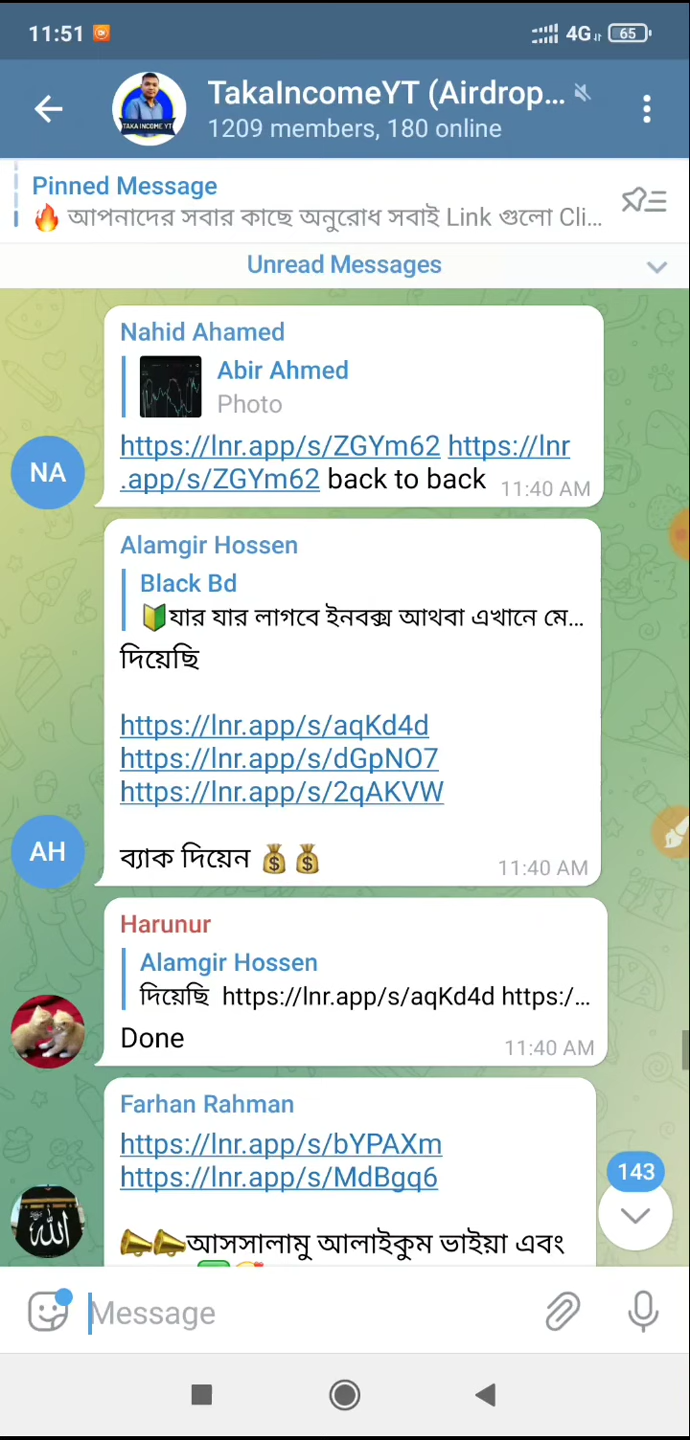 11:51
4G
65
TAKA INCOME YT
TakaIncomeYT (Airdrop...
1209 members, 180 online
Pinned Message
🔥 আপনাদের সবার কাছে অনুরোধ সবাই Link গুলো Cli...
Unread Messages
Nahid Ahamed
Abir Ahmed
Photo
https://lnr.app/s/ZGYm62 https://lnr
.app/s/ZGYm62 back to back
11:40 AM
NA
Alamgir Hossen
Black Bd
🔰যার যার লাগবে ইনবক্স আথবা এখানে মে...
দিয়েছি
https://lnr.app/s/aqKd4d
https://lnr.app/s/dGpNO7
https://lnr.app/s/2qAKVW
ব্যাক দিয়েন 💰 💰
11:40 AM
AH
Harunur
Alamgir Hossen
দিয়েছি https://lnr.app/s/aqKd4d https:/...
Done
11:40 AM
Farhan Rahman
https://lnr.app/s/bYPAXm
https://lnr.app/s/MdBgq6
📣📣আসসালামু আলাইকুম ভাইয়া এবং
الله
143
Message